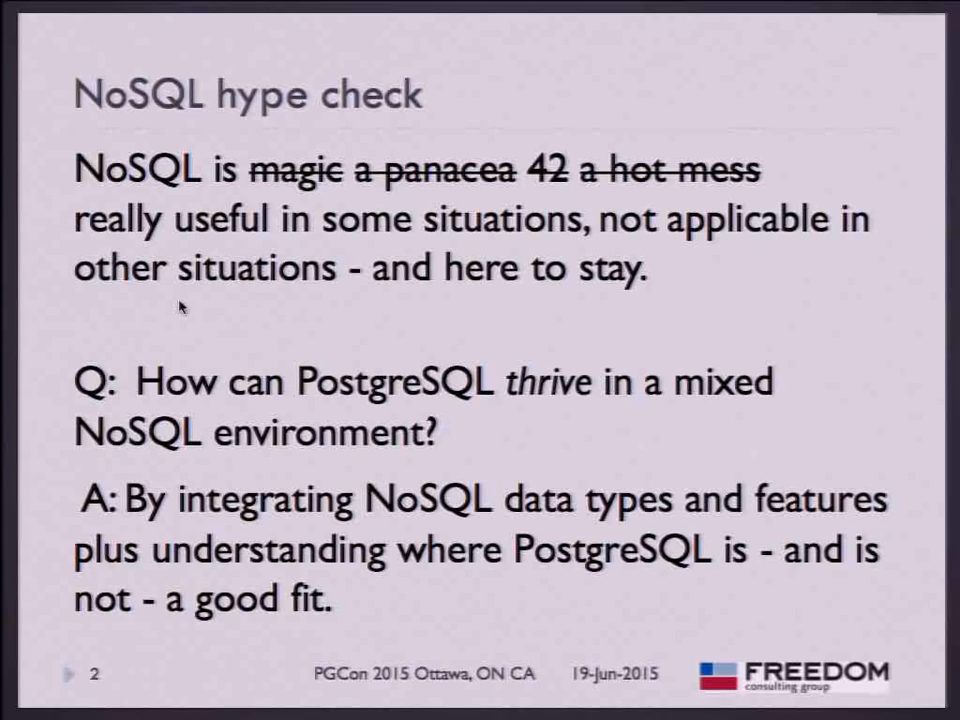 NoSQL hype check
NoSQL is magic a panacea 42 a hot mess
really useful in some situations, not applicable in
other situations - and here to stay.
Q: How can PostgreSQL thrive in a mixed
NoSQL environment?
A: By integrating NoSQL data types and features
plus understanding where PostgreSQL is - and is
not - a good fit.
2 PGCon 2015 Ottawa, ON CA 19-Jun-2015 FREEDOM
consulting group